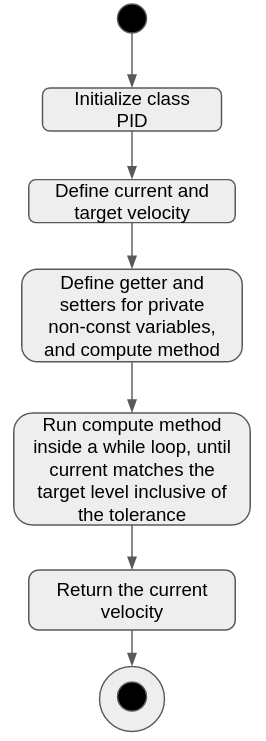 Initialize class
PID
Define current and
target velocity
Define getter and
setters for private
non-const variables,
and compute method
Run compute method
inside a while loop, until
current matches the
target level inclusive of
the tolerance
Return the current
velocity